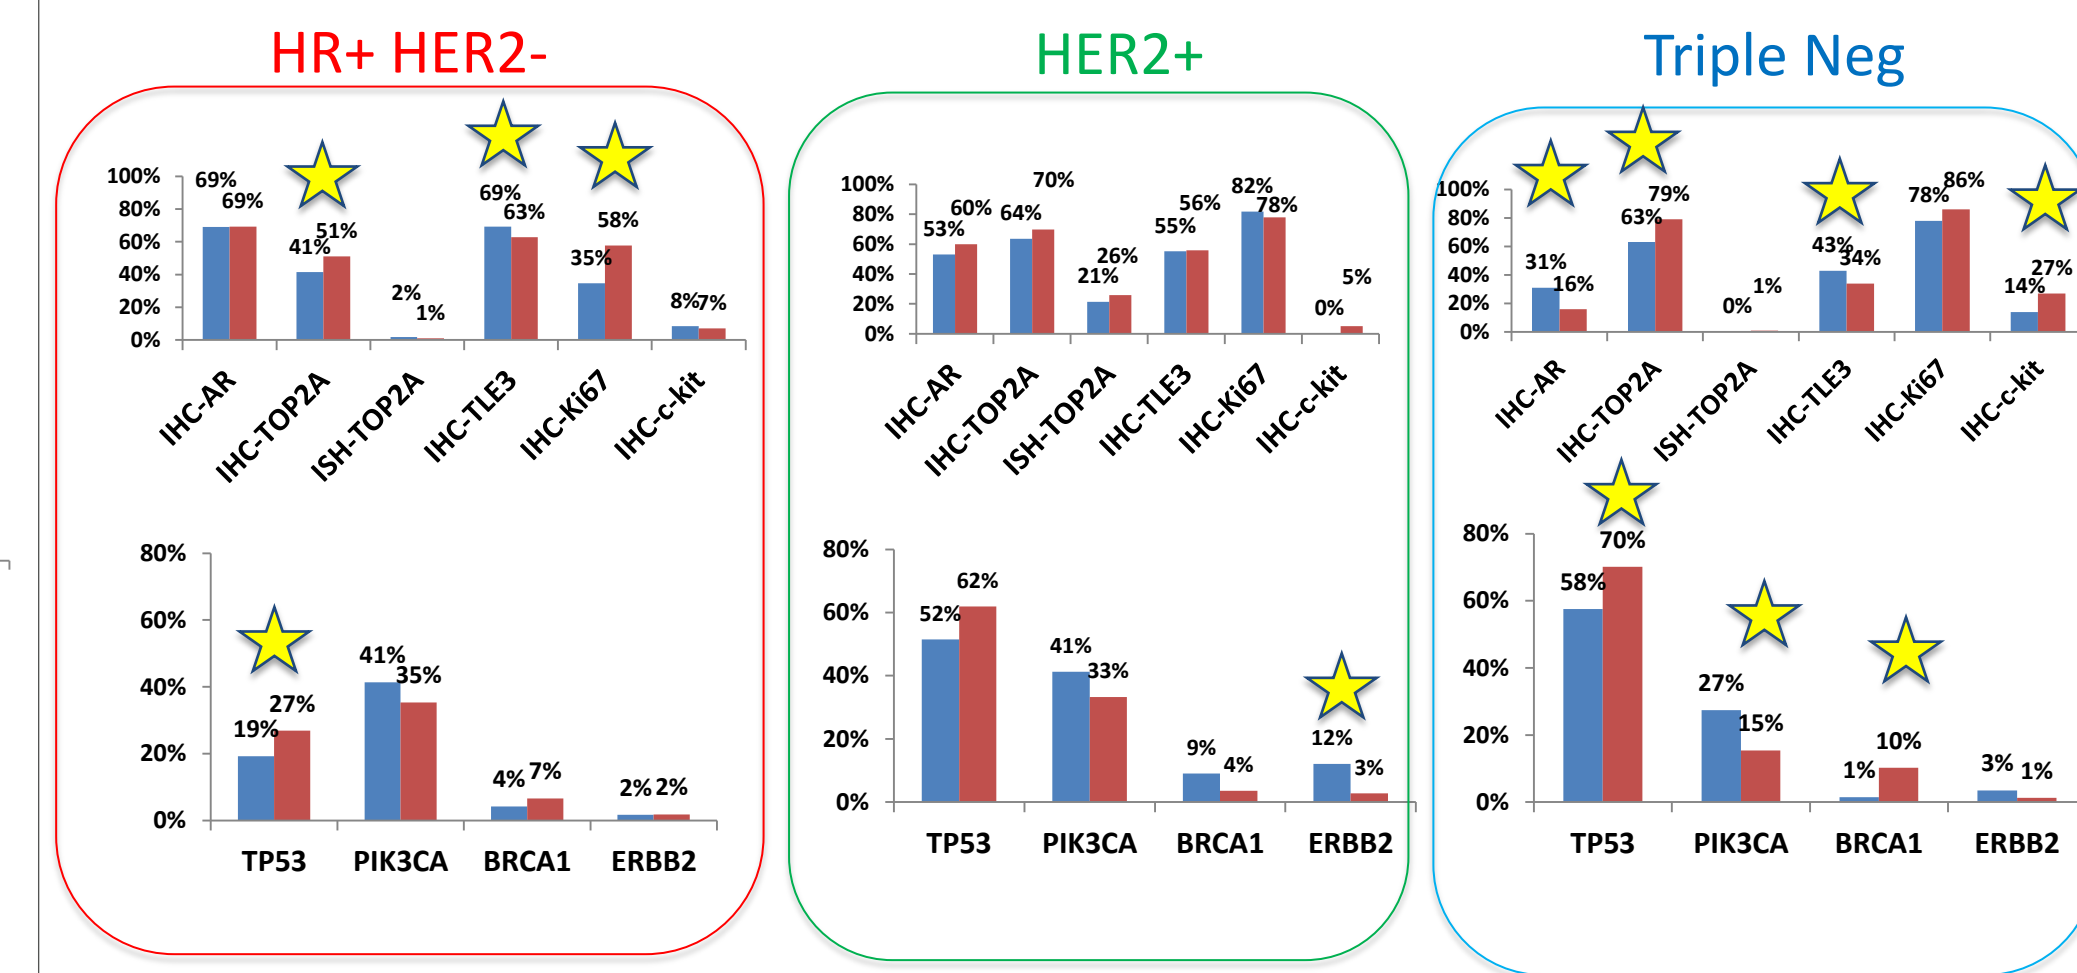 HR+ HER2-
100%
80%
60%
40%
20%
0%
69%
69%
41%
51%
2%
1%
69%
63%
35%
58%
8%
7%
IHC-AR
IHC-TOP2A
ISH-TOP2A
IHC-TLE3
IHC-Ki67
IHC-c-kit
80%
60%
40%
20%
0%
19%
27%
41%
35%
4%
7%
2%
2%
TP53
PIK3CA
BRCA1
ERBB2
HER2+
100%
80%
60%
40%
20%
0%
53%
60%
64%
70%
21%
26%
55%
56%
82%
78%
0%
5%
IHC-AR
IHC-TOP2A
ISH-TOP2A
IHC-TLE3
IHC-Ki67
IHC-c-kit
80%
60%
40%
20%
0%
52%
62%
41%
33%
9%
4%
12%
3%
TP53
PIK3CA
BRCA1
ERBB2
Triple Neg
100%
80%
60%
40%
20%
0%
31%
16%
63%
79%
0%
1%
43%
34%
78%
86%
14%
27%
IHC-AR
IHC-TOP2A
ISH-TOP2A
IHC-TLE3
IHC-Ki67
IHC-c-kit
80%
60%
40%
20%
0%
58%
70%
27%
15%
1%
10%
3%
1%
TP53
PIK3CA
BRCA1
ERBB2